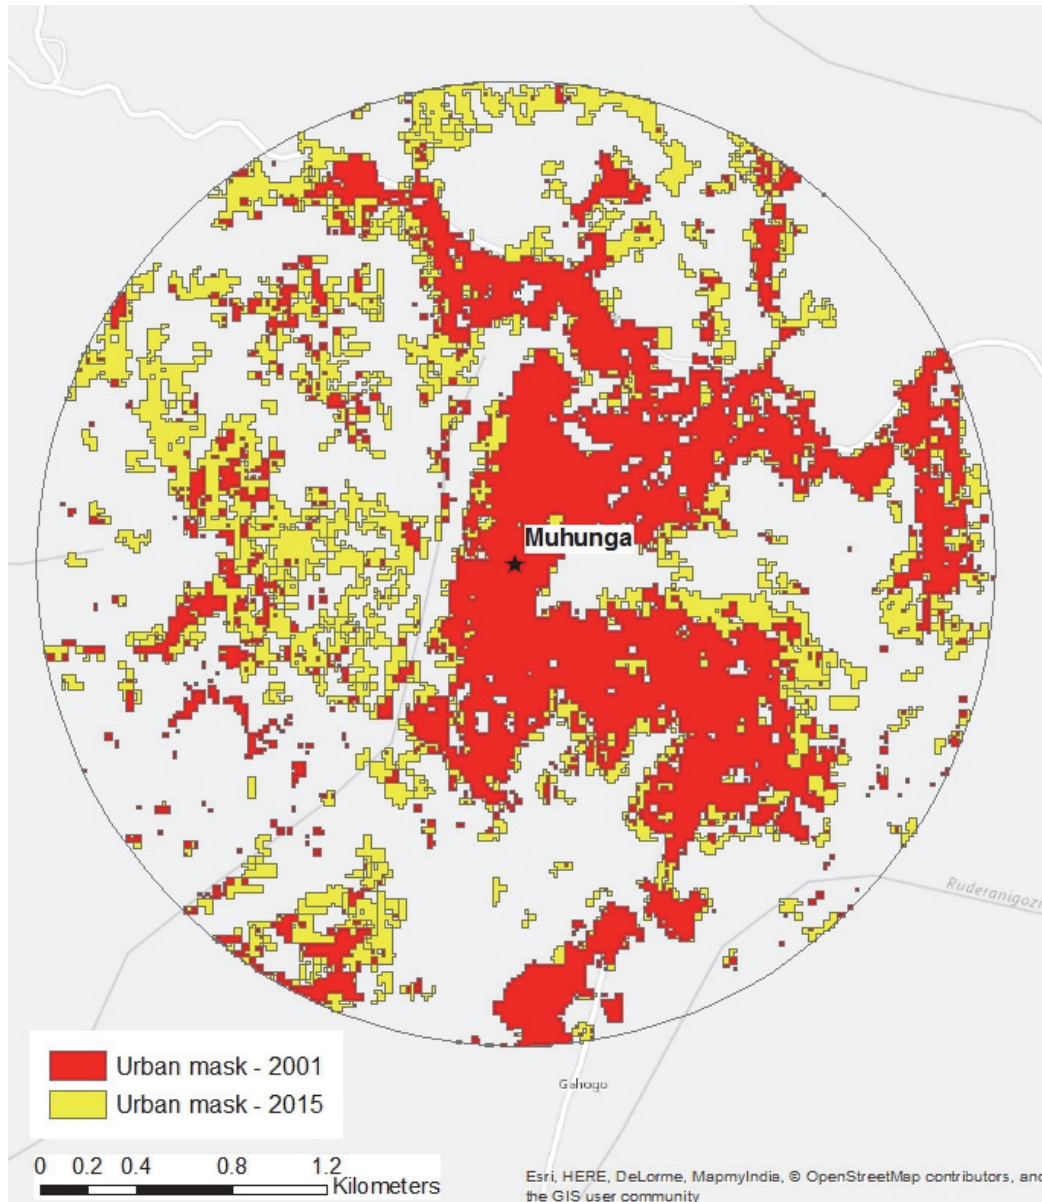 Muhunga
Ruderanigozi
Urban mask - 2001
Urban mask - 2015
Gahogo
0 0.2 0.4 0.8 1.2
Kilometers
Esri, HERE, DeLorme, MapmyIndia, © OpenStreetMap contributors, and
the GIS user community